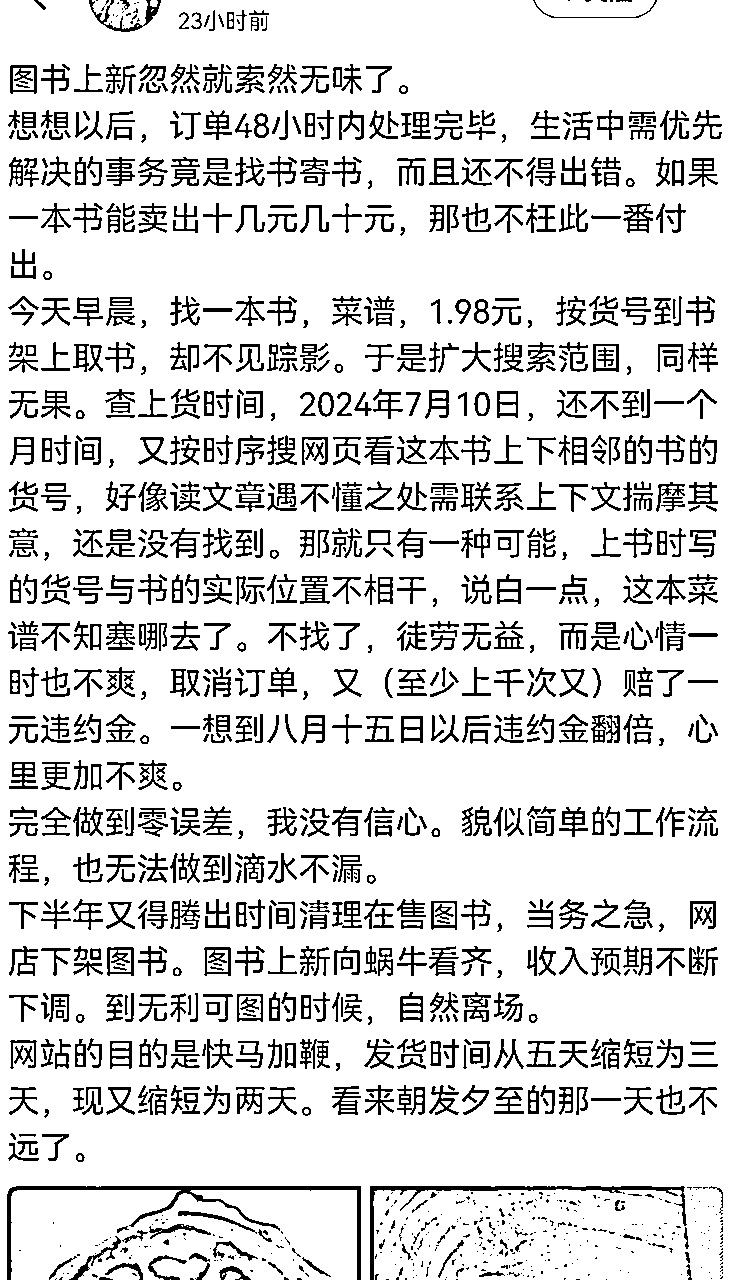 23小时前
图书上新忽然就索然无味了。
想想以后，订单48小时内处理完毕，生活中需优先
解决的事务竟是找书寄书，而且还不得出错。如果
一本书能卖出十几元几十元，那也不枉此一番付
出。
今天早晨，找一本书，菜谱，1.98元，按货号到书
架上取书，却不见踪影。于是扩大搜索范围，同样
无果。查上货时间，2024年7月10日，还不到一个
月时间，又按时序搜网页看这本书上下相邻的书的
货号，好像读文章遇不懂之处需联系上下文揣摩其
意，还是没有找到。那就只有一种可能，上书时写
的货号与书的实际位置不相干，说白一点，这本菜
谱不知塞哪去了。不找了，徒劳无益，而是心情一
时也不爽，取消订单，又（至少上千次又）赔了一
元违约金。一想到八月十五日以后违约金翻倍，心
里更加不爽。
完全做到零误差，我没有信心。貌似简单的工作流
程，也无法做到滴水不漏。
下半年又得腾出时间清理在售图书，当务之急，网
店下架图书。图书上新向蜗牛看齐，收入预期不断
下调。到无利可图的时候，自然离场。
网站的目的是快马加鞭，发货时间从五天缩短为三
天，现又缩短为两天。看来朝发夕至的那一天也不
远了。